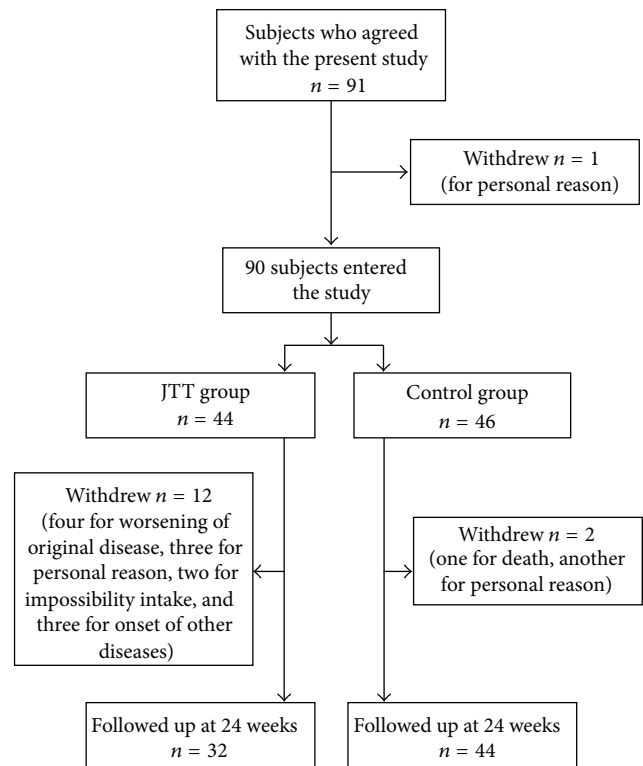 Subjects who agreed
with the present study
n = 91
Withdrew n = 1
(for personal reason)
90 subjects entered
the study
JTT group
n = 44
Control group
n = 46
Withdrew n = 12
(four for worsening of
original disease, three for
personal reason, two for
impossibility intake, and
three for onset of other
diseases)
Withdrew n = 2
(one for death, another
for personal reason)
Followed up at 24 weeks
n = 32
Followed up at 24 weeks
n = 44